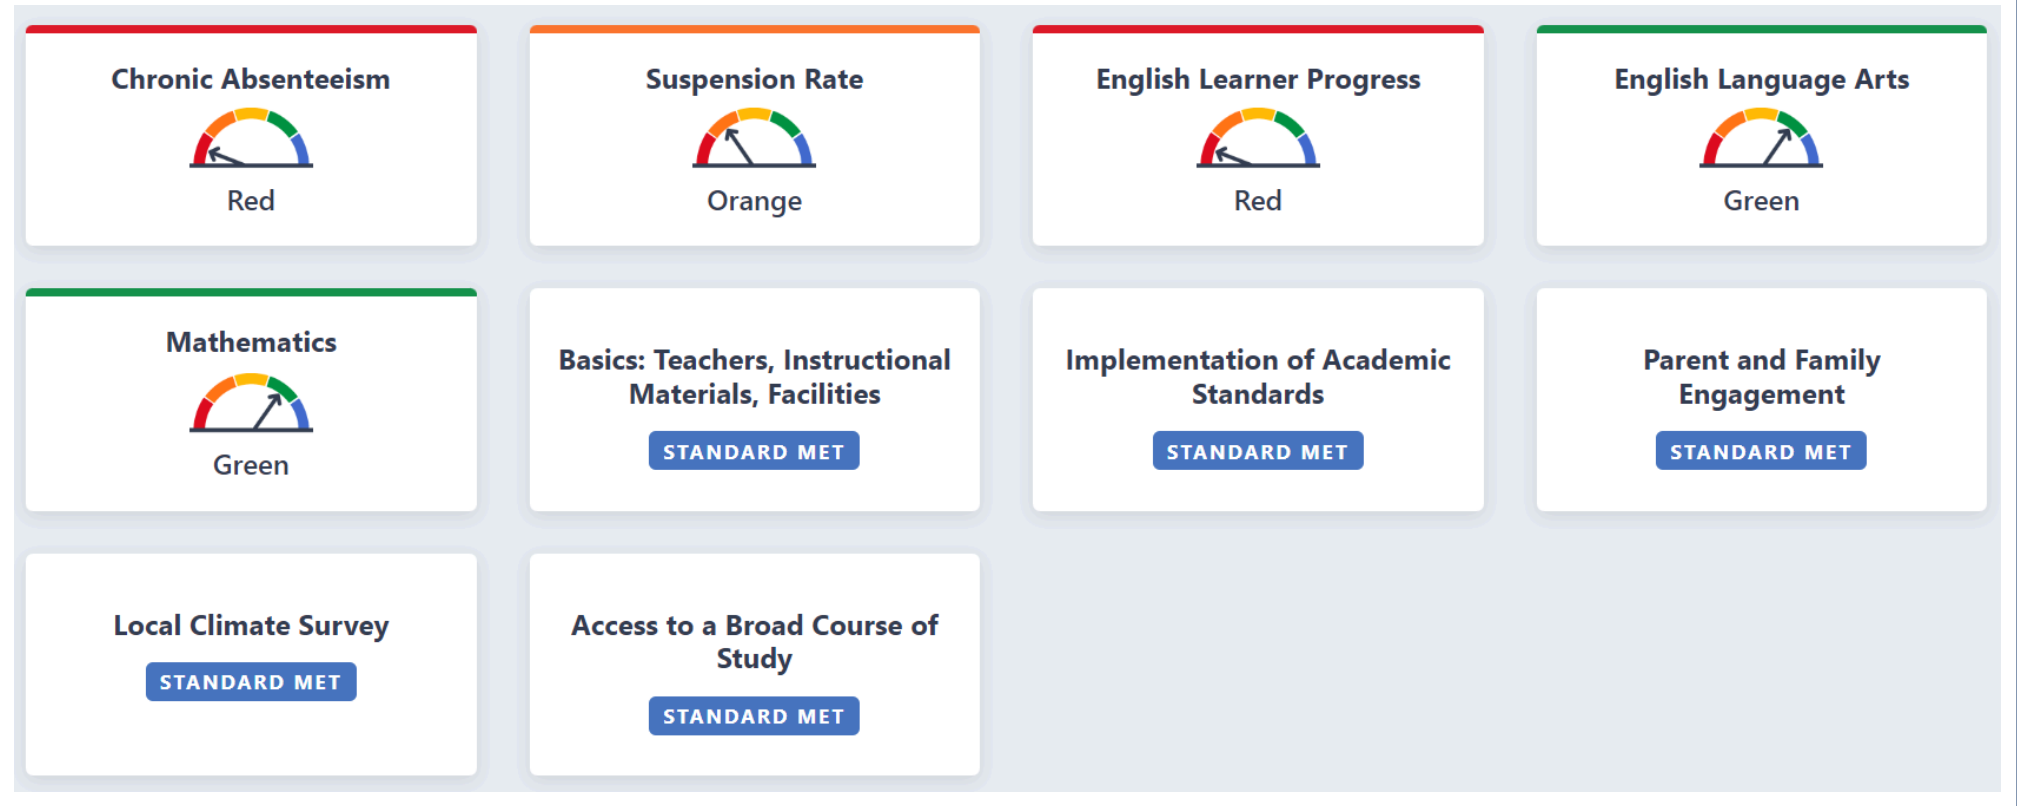 Chronic Absenteeism
Red
Suspension Rate
Orange
English Learner Progress
Red
English Language Arts
Green
Mathematics
Green
Basics: Teachers, Instructional
Materials, Facilities
STANDARD MET
Implementation of Academic
Standards
STANDARD MET
Parent and Family
Engagement
STANDARD MET
Local Climate Survey
STANDARD MET
Access to a Broad Course of
Study
STANDARD MET